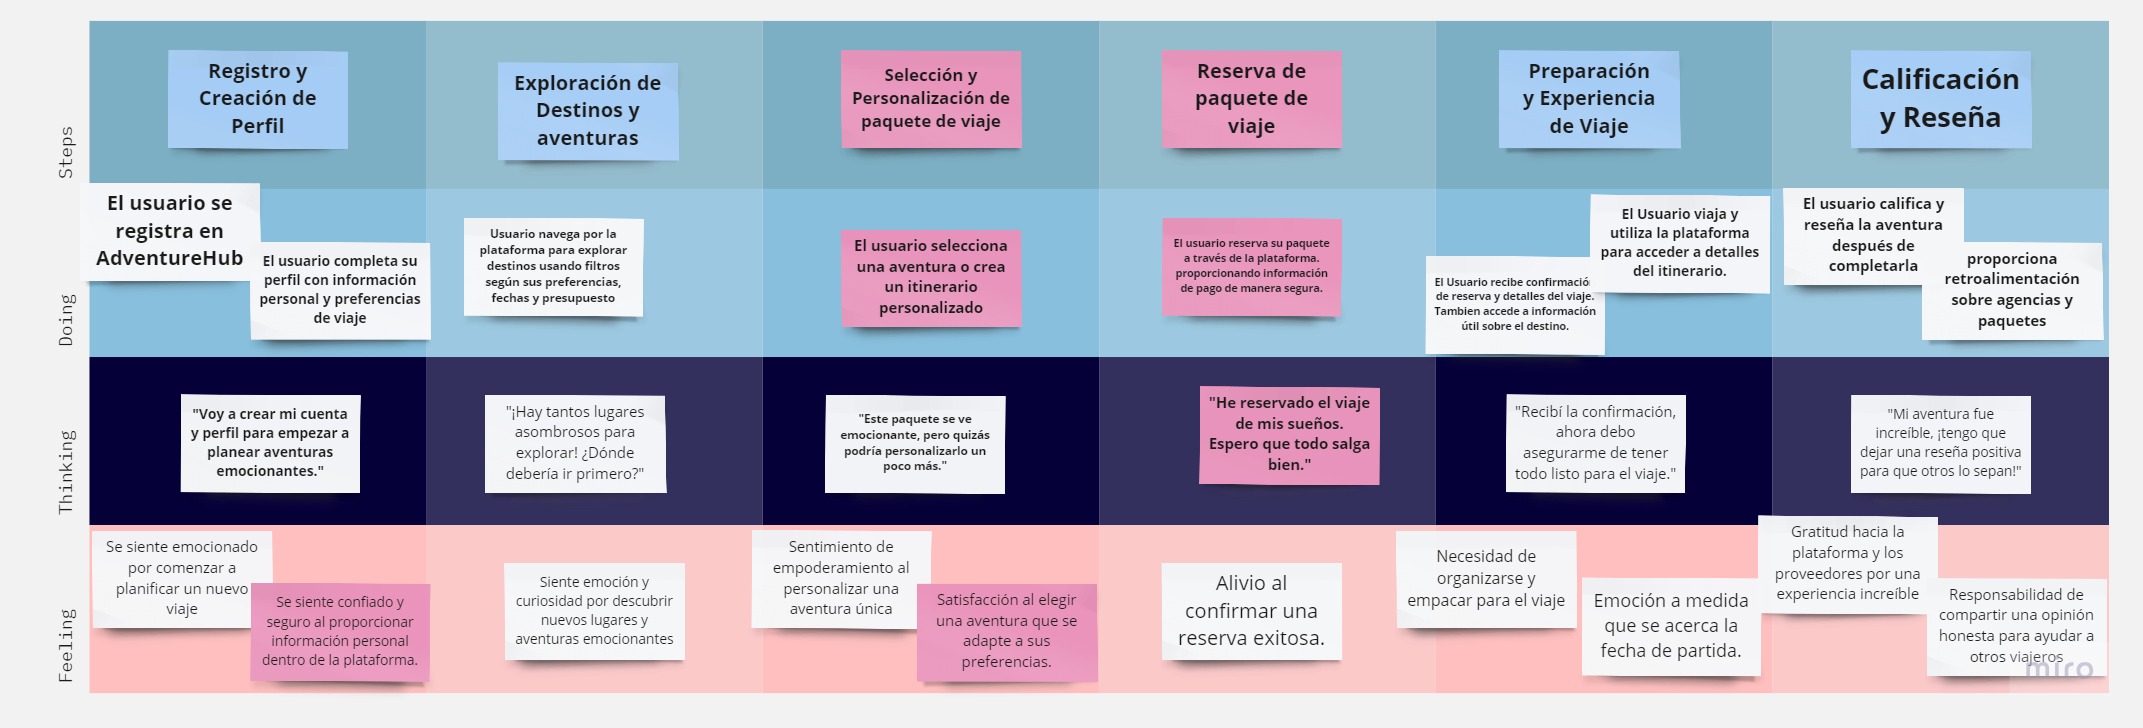 Steps
Registro y
Creación de
Perfil
Exploración de
Destinos y
aventuras
Selección y
Personalización de
paquete de viaje
Reserva de
paquete de
viaje
Preparación
y Experiencia
de Viaje
Calificación
y Reseña
Doing
El usuario se
registra en
AdventureHub
El usuario completa su
perfil con información
personal y preferencias
de viaje
Usuario navega por la
plataforma para explorar
destinos usando filtros
según sus preferencias,
fechas y presupuesto
El usuario selecciona
una aventura o crea
un itinerario
personalizado
El usuario reserva su paquete
a través de la plataforma.
proporcionando información
de pago de manera segura.
El Usuario recibe confirmació
de reserva y detalles del viaje.
Tambien accede a información
útil sobre el destino.
El Usuario viaja y
utiliza la plataforma
para acceder a detalles
del itinerario.
El usuario califica y
reseña la aventura
después de
completarla
proporciona
retroalimentación
sobre agencias y
paquetes
Thinking
"Voy a crear mi cuenta
y perfil para empezar a
planear aventuras
emocionantes."
"¡Hay tantos lugares
asombrosos para
explorar! ¿Dónde
debería ir primero?"
"Este paquete se ve
emocionante, pero quizás
podría personalizarlo un
poco más."
"He reservado el viaje
de mis sueños.
Espero que todo salga
bien."
"Recibí la confirmación,
ahora debo
asegurarme de tener
todo listo para el viaje."
"Mi aventura fue
increíble, ¡tengo que
dejar una reseña positiva
para que otros lo sepan!"
Feeling
Se siente emocionado
por comenzar a
planificar un nuevo
viaje
Se siente confiado y
seguro al proporcionar
información personal
dentro de la plataforma.
Siente emoción y
curiosidad por descubrir
nuevos lugares y
aventuras emocionantes
Sentimiento de
empoderamiento al
personalizar una
aventura única
Satisfacción al elegir
una aventura que se
adapte a sus
preferencias.
Alivio al
confirmar una
reserva exitosa.
Necesidad de
organizarse y
empacar para el viaje
Emoción a medida
que se acerca la
fecha de partida.
Gratitud hacia la
plataforma y los
proveedores por una
experiencia increíble
Responsabilidad de
compartir una opinión
honesta para ayudar a
otros viajeros
miro